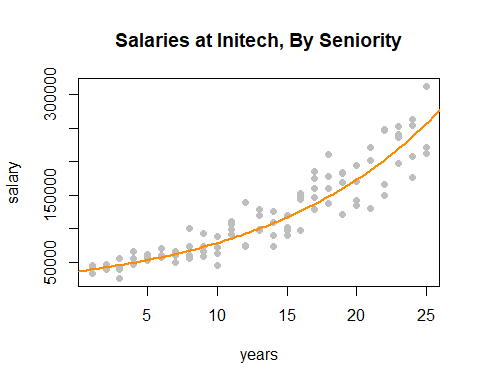 Salaries at Initech, By Seniority
300000
150000
50000
salary
5 10 15 20 25
years